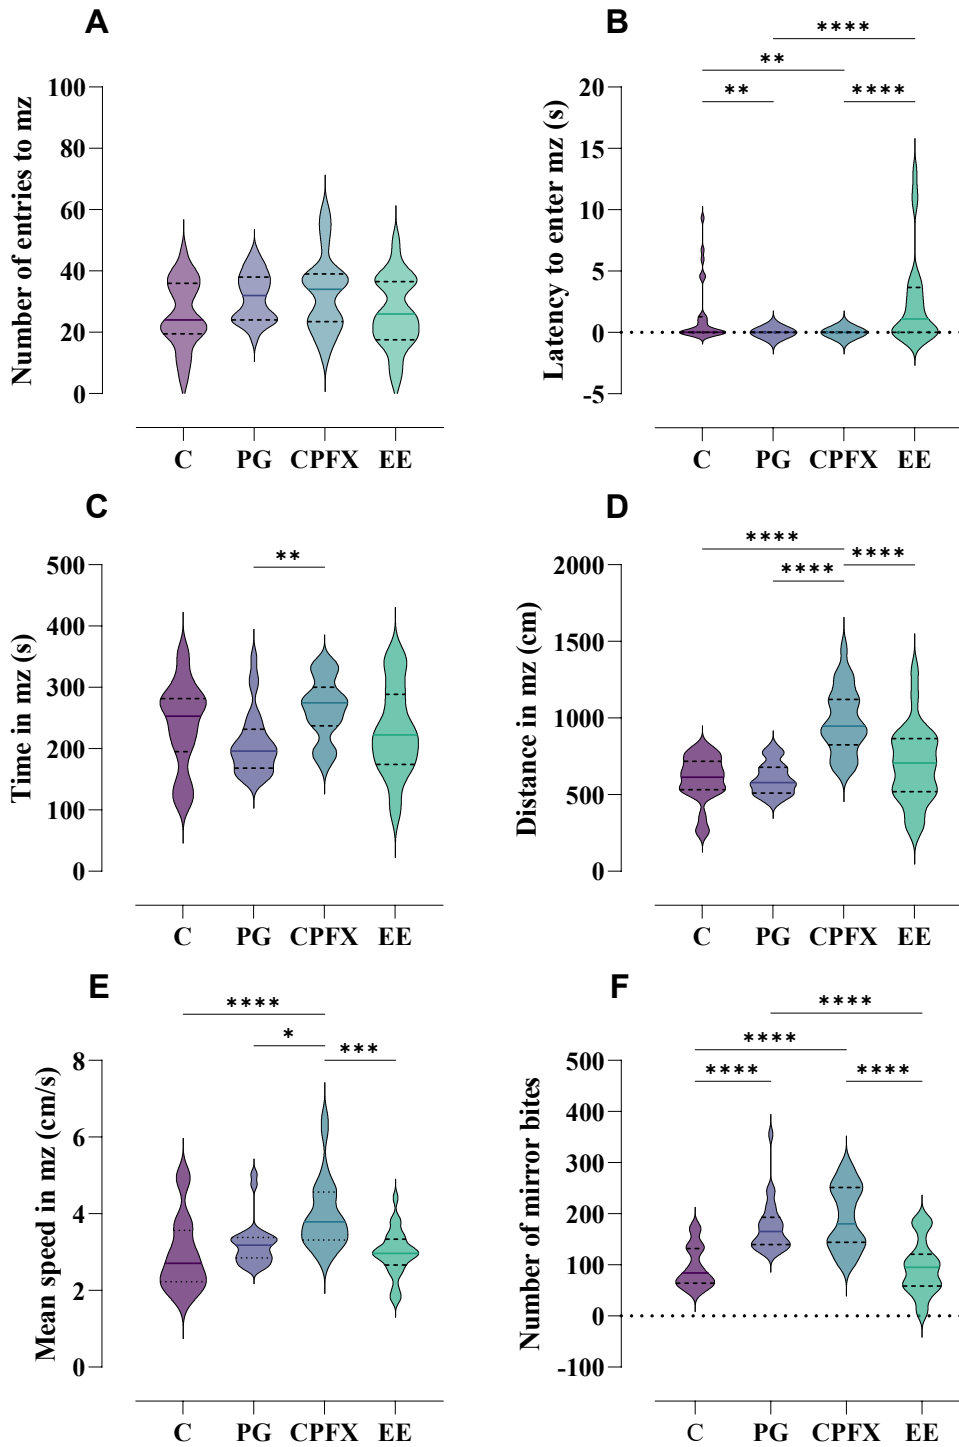 A
Number of entries to mz
100
80
60
40
20
0
C PG CPFX EE
B
Latency to enter mz (s)
****
**
** ****
20
15
10
5
0
-5
C PG CPFX EE
C
Time in mz (s)
**
500
400
300
200
100
0
C PG CPFX EE
D
Distance in mz (cm)
**** ****
****
2000
1500
1000
500
0
C PG CPFX EE
E
Mean speed in mz (cm/s)
****
*
***
8
6
4
2
0
C PG CPFX EE
F
Number of mirror bites
****
****
**** ****
500
400
300
200
100
0
-100
C PG CPFX EE